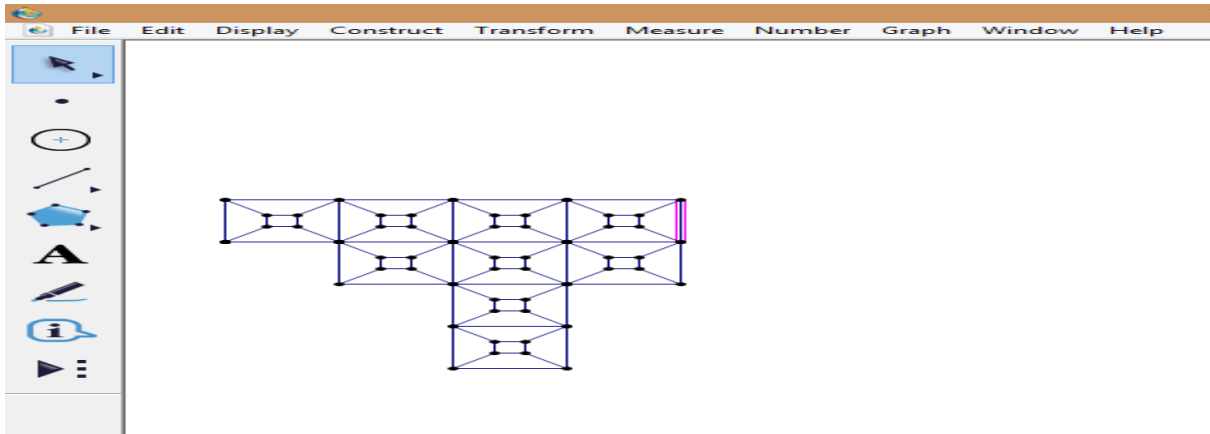 File Edit Display Construct Transform Measure Number Graph Window Help
A
i